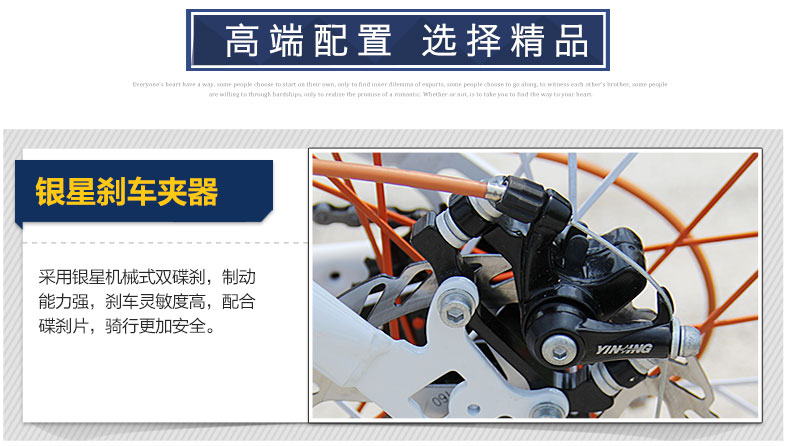 高端配置 选择精品
Everyone's heart have a way, some people choose to start on their own, only to find inner dilemma of exports, some people choose to go along, to witness each other's brother, some people
are willing to through hardships, only to realize the promise of a romantic. Whether or not, is to take you to find the way to your heart.
银星刹车夹器
采用银星机械式双碟刹，制动
能力强，刹车灵敏度高，配合
碟刹片，骑行更加安全。
160